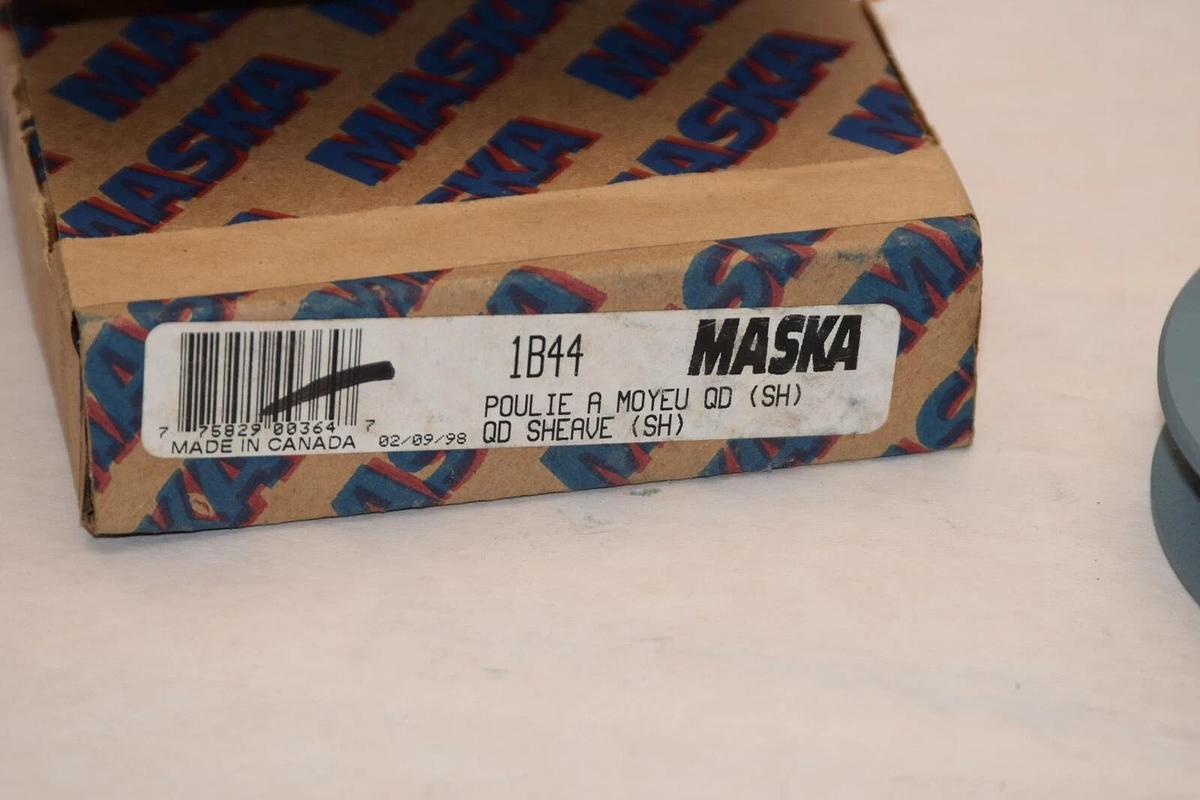 MASKA
MASKA MASKA MASKA
1B44 MASKA
POULIE A MOYEU QD (SH)
QD SHEAVE (SH)
7 75829 00364 7
MADE IN CANADA 02/09/98